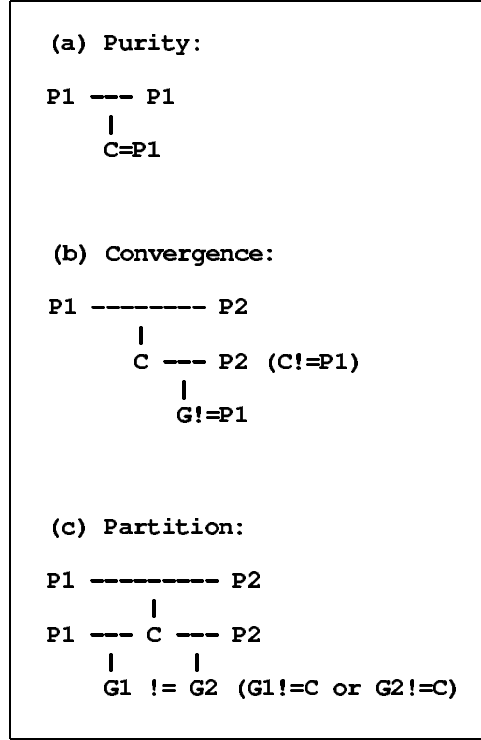 (a) Purity:
P1 --- P1
|
C=P1
(b) Convergence:
P1 -------- P2
|
C --- P2 (C!=P1)
|
G!=P1
(c) Partition:
P1 --------- P2
|
P1 --- C --- P2
| |
G1 != G2 (G1!=C or G2!=C)